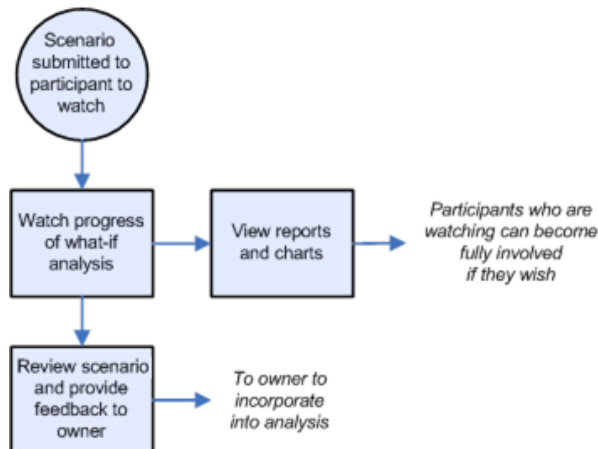 Scenario
submitted to
participant to
watch
Watch progress
of what-if
analysis
View reports
and charts
Participants who are
watching can become
fully involved
if they wish
Review scenario
and provide
feedback to
owner
To owner to
incorporate
into analysis